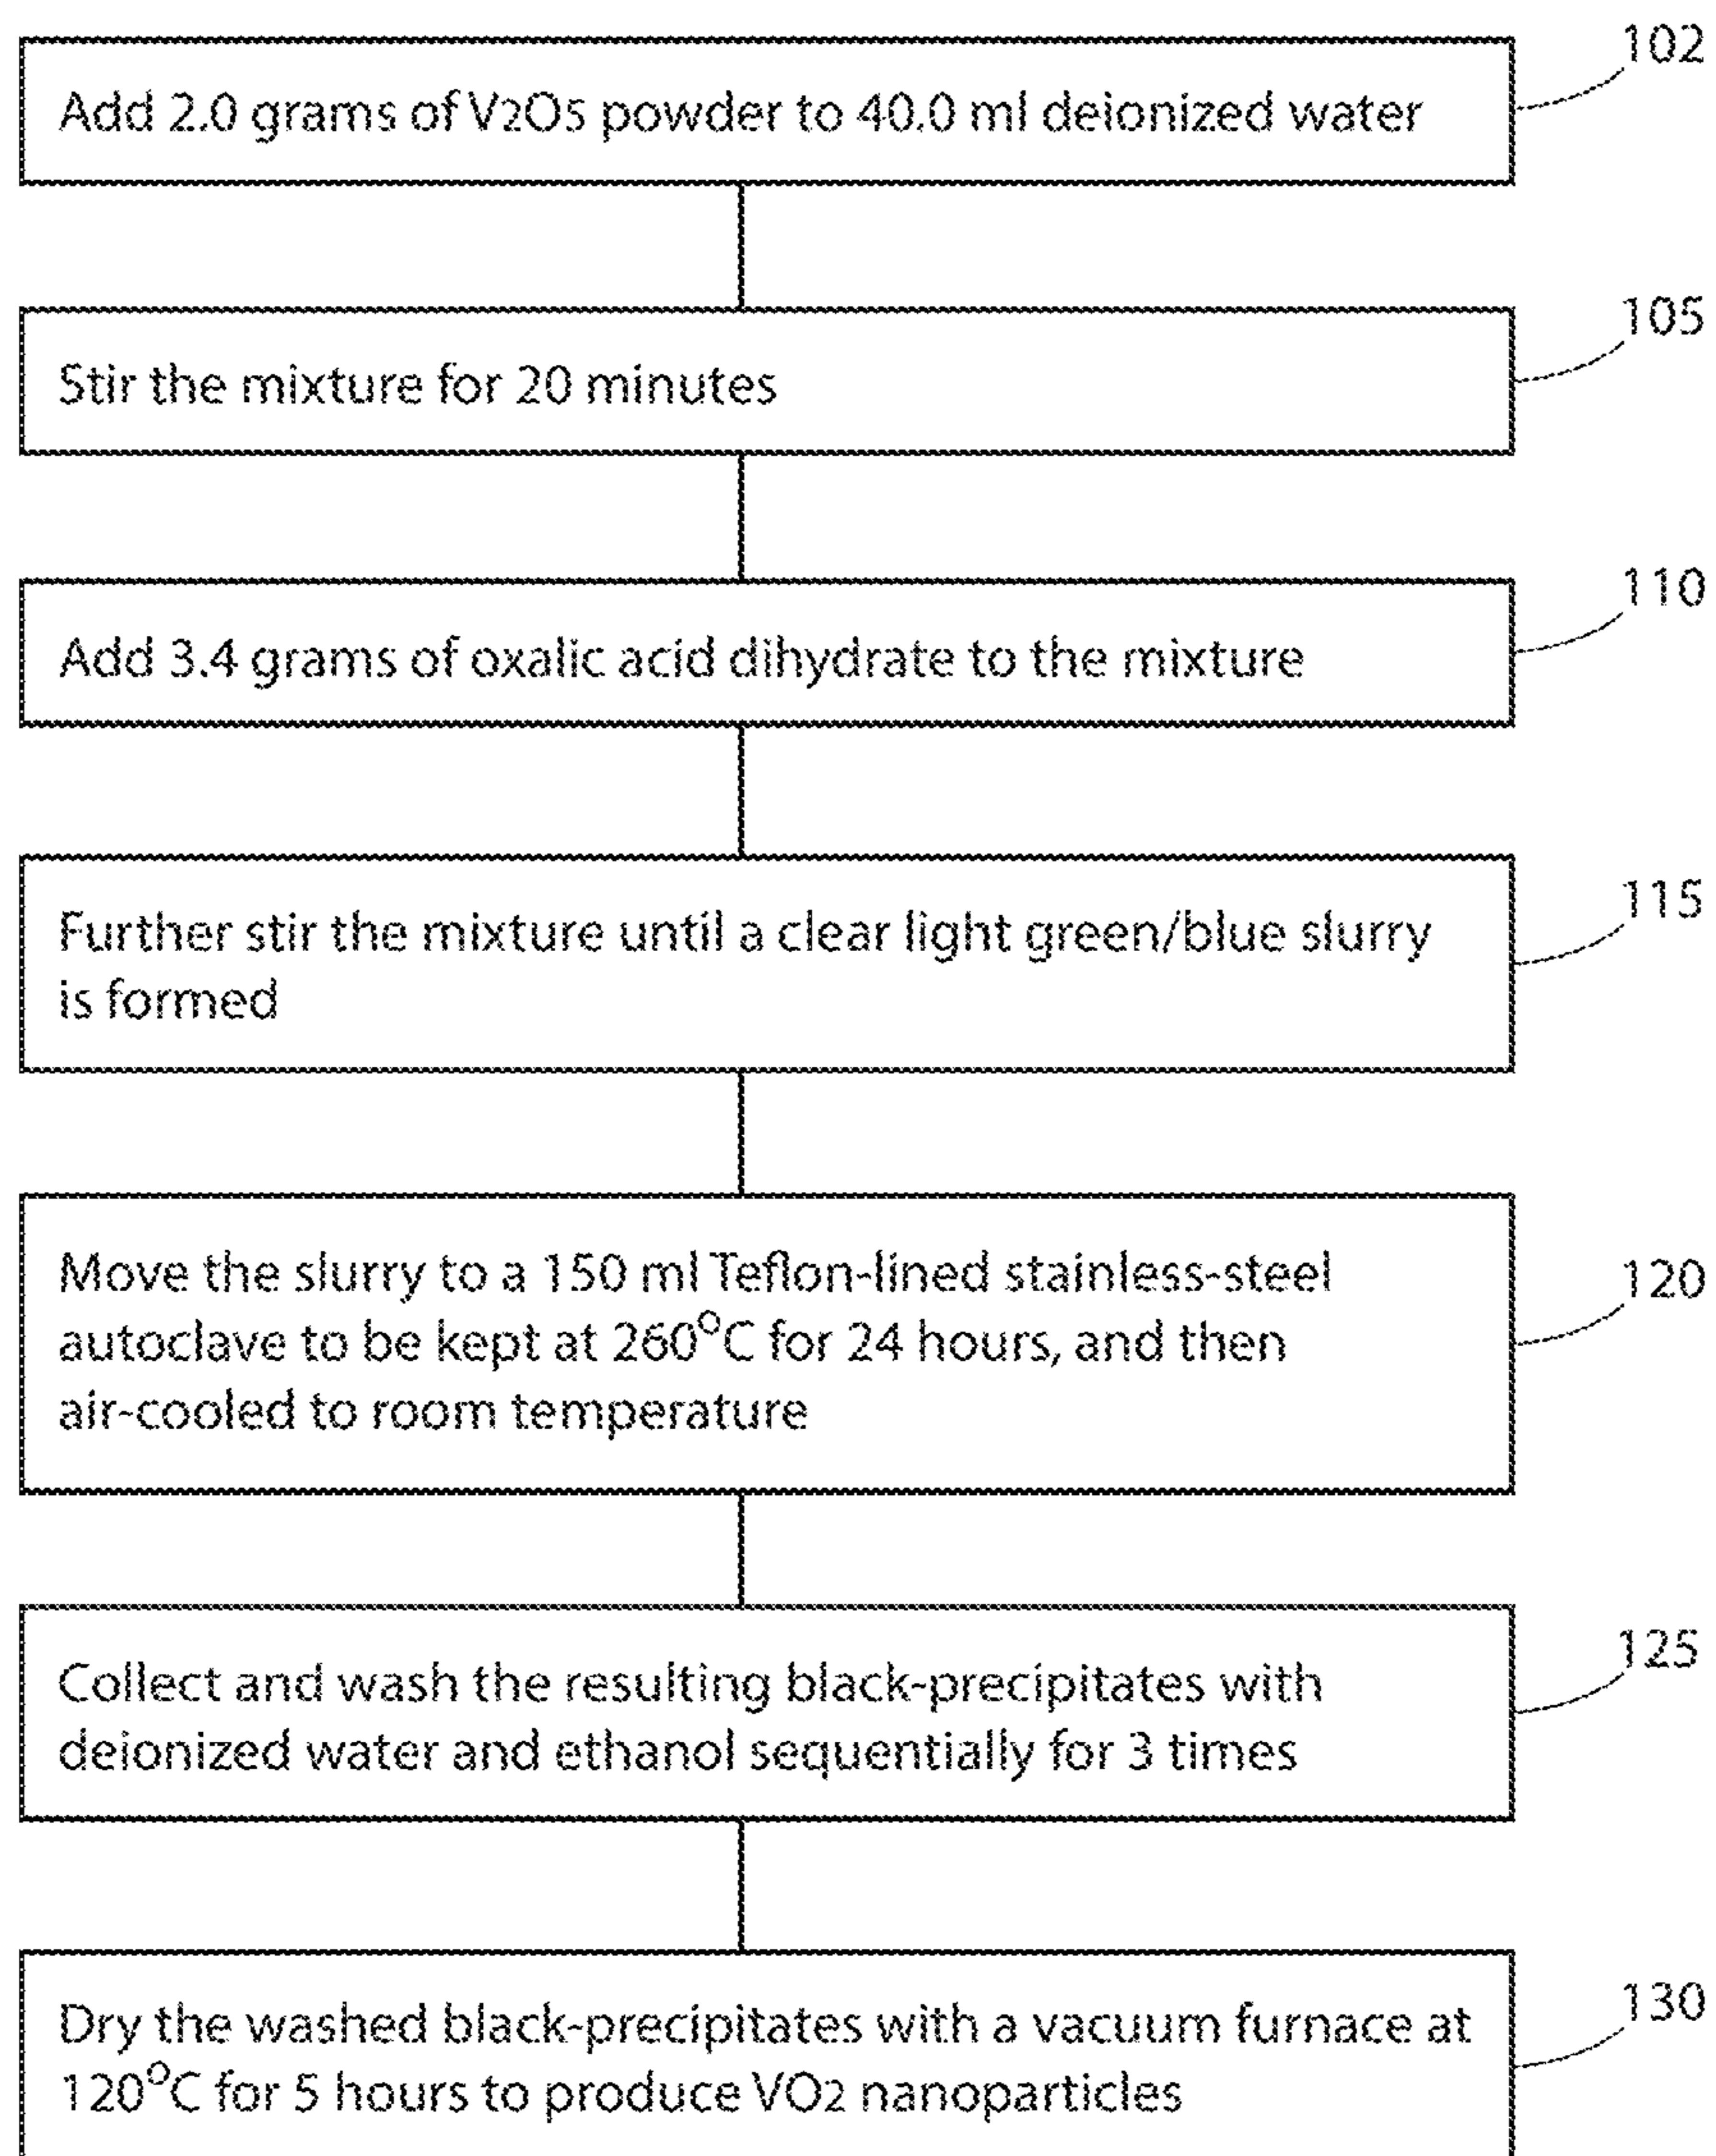 102
Add 2.0 grams of V2O5 powder to 40.0 ml deionized water
105
Stir the mixture for 20 minutes
110
Add 3.4 grams of oxalic acid dihydrate to the mixture
115
Further stir the mixture until a clear light green/blue slurry
is formed
120
Move the slurry to a 150 ml Teflon-lined stainless-steel
autoclave to be kept at 260°C for 24 hours, and then
air-cooled to room temperature
125
Collect and wash the resulting black-precipitates with
deionized water and ethanol sequentially for 3 times
130
Dry the washed black-precipitates with a vacuum furnace at
120°C for 5 hours to produce VO2 nanoparticles